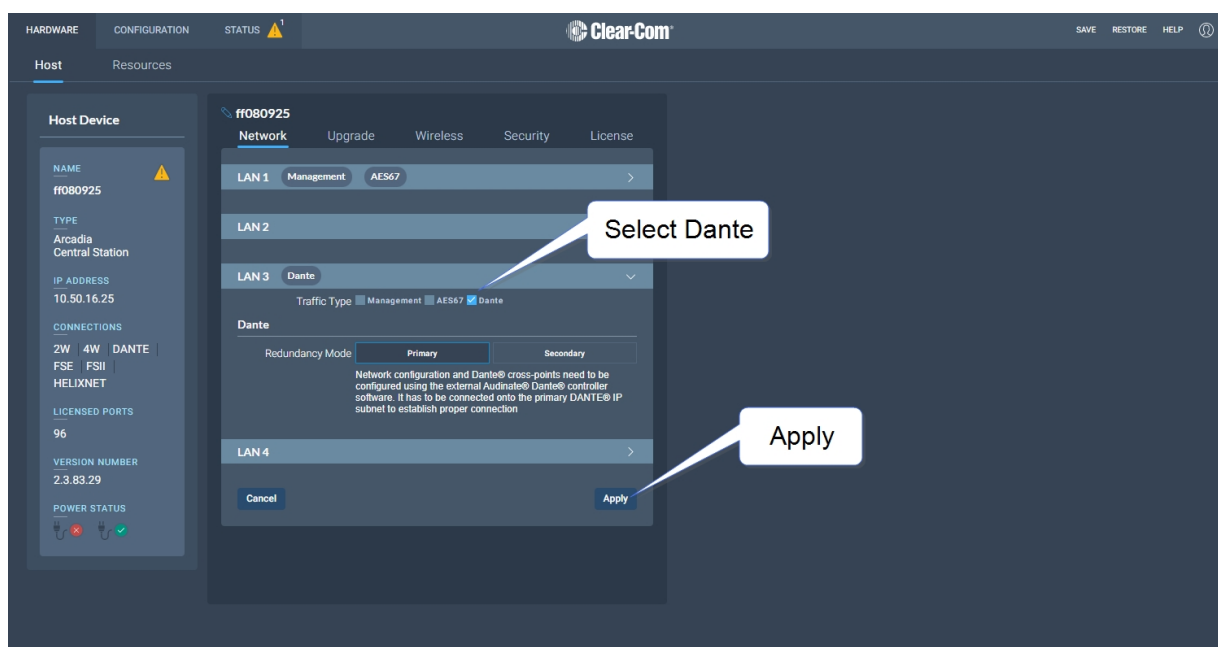 HARDWARE CONFIGURATION STATUS 1 Clear-Com® SAVE RESTORE HELP
Host Resources
Host Device
NAME
ff080925
TYPE
Arcadia
Central Station
IP ADDRESS
10.50.16.25
CONNECTIONS
2W 4W DANTE
FSE FSII
HELIXNET
LICENSED PORTS
96
VERSION NUMBER
2.3.83.29
POWER STATUS
ff080925
Network Upgrade Wireless Security License
LAN 1 Management AES67
LAN 2
LAN 3 Dante
Traffic Type Management AES67 Dante
Dante
Redundancy Mode Primary Secondary
Network configuration and Dante® cross-points need to be
configured using the external Audinate® Dante® controller
software. It has to be connected onto the primary DANTE® IP
subnet to establish proper connection
LAN 4
Cancel Apply
Select Dante
Apply